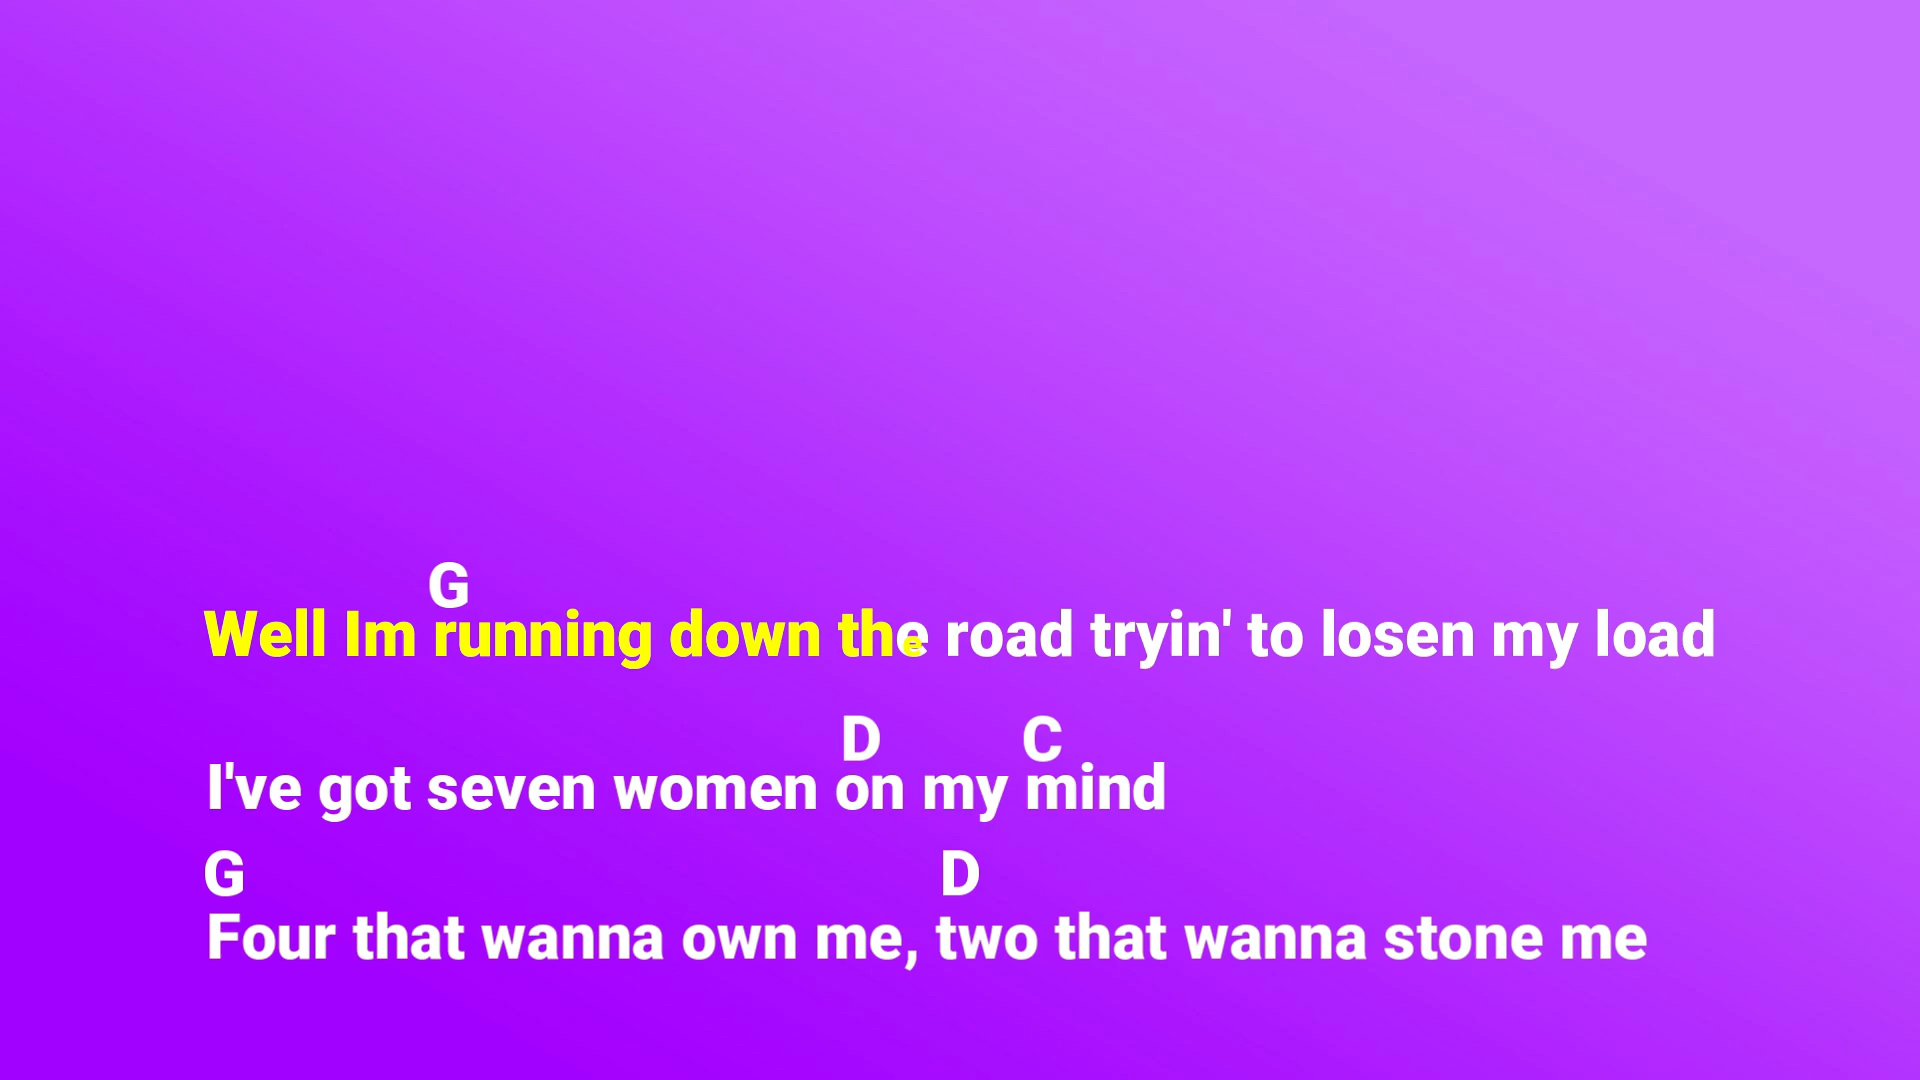 G
Well Im running down the road tryin' to losen my load
D C
I've got seven women on my mind
G D
Four that wanna own me, two that wanna stone me